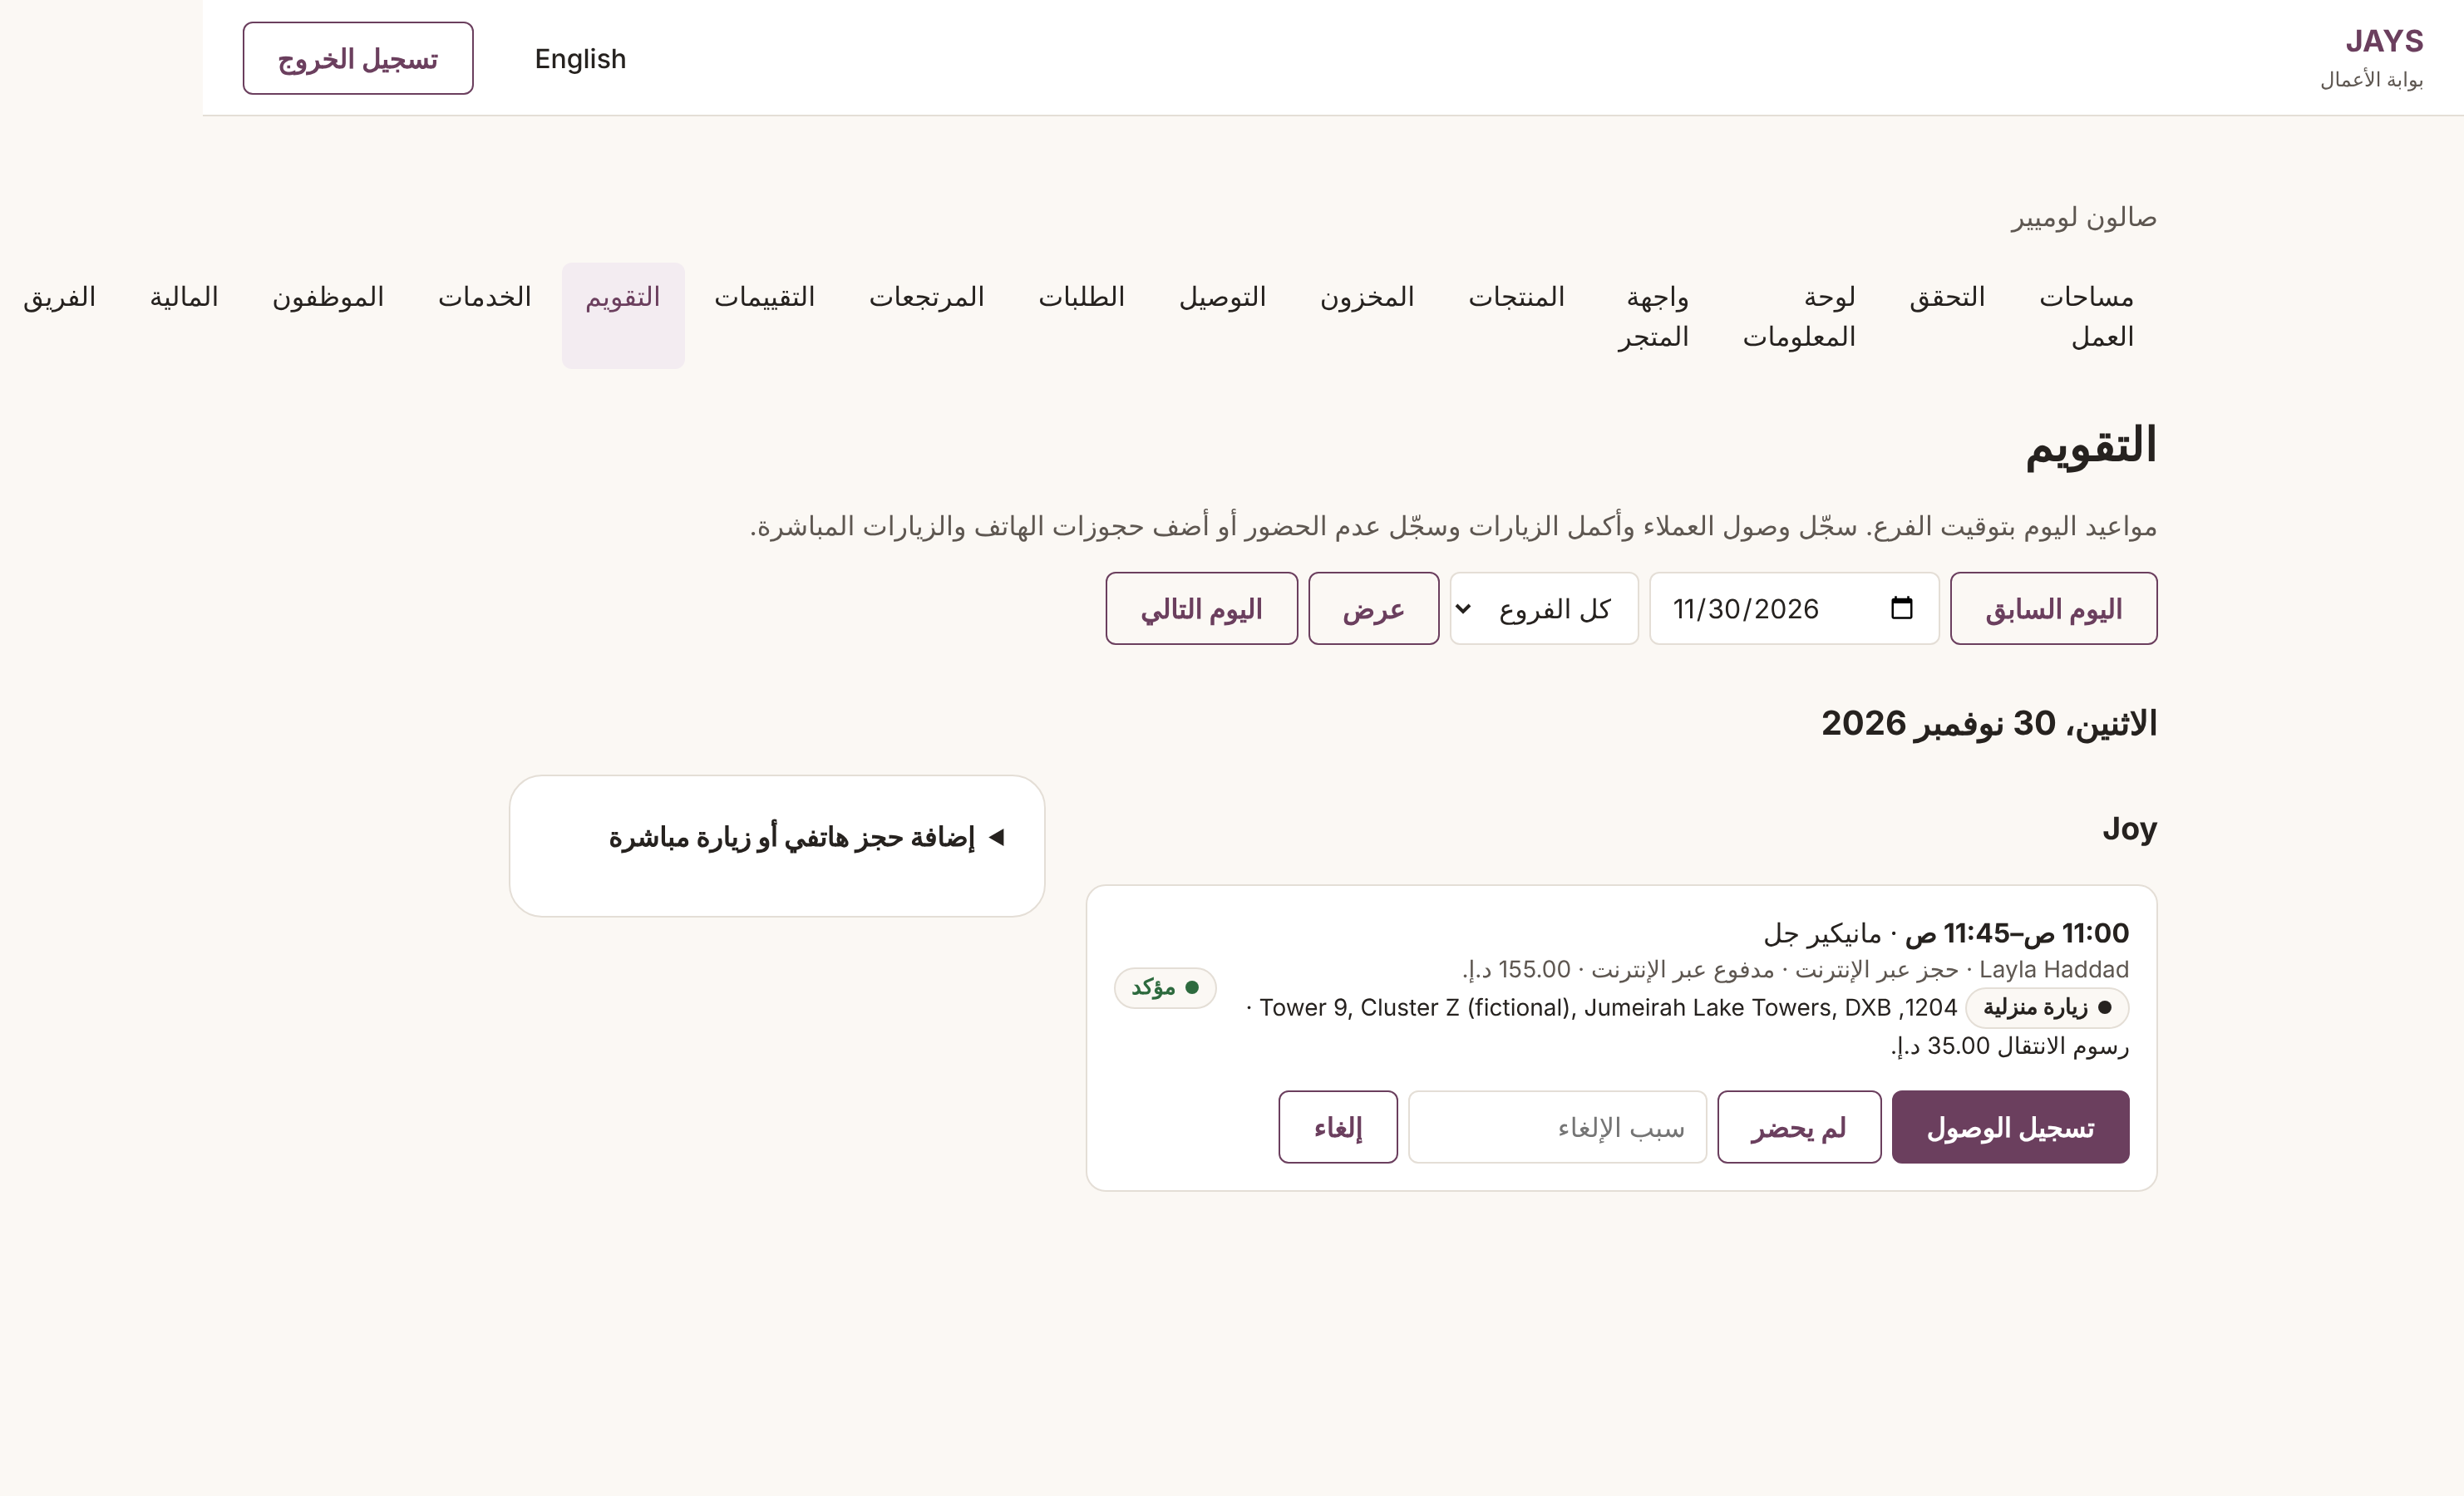 JAYS
بوابة الأعمال
English
تسجيل الخروج
صالون لوميير
مساحات العمل
التحقق
لوحة المعلومات
واجهة المتجر
المنتجات
المخزون
التوصيل
الطلبات
المرتجعات
التقييمات
التقويم
الخدمات
الموظفون
المالية
الفريق
التقويم
مواعيد اليوم بتوقيت الفرع. سجّل وصول العملاء وأكمل الزيارات وسجّل عدم الحضور أو أضف حجوزات الهاتف والزيارات المباشرة.
اليوم السابق
11/30/2026
كل الفروع
عرض
اليوم التالي
الاثنين، 30 نوفمبر 2026
Joy
11:00 ص–11:45 ص · مانيكير جل
Layla Haddad · حجز عبر الإنترنت · مدفوع عبر الإنترنت · 155.00 د.إ.
زيارة منزلية 1204, Tower 9, Cluster Z (fictional), Jumeirah Lake Towers, DXB ·
رسوم الانتقال 35.00 د.إ.
مؤكد
تسجيل الوصول
لم يحضر
سبب الإلغاء
إلغاء
إضافة حجز هاتفي أو زيارة مباشرة